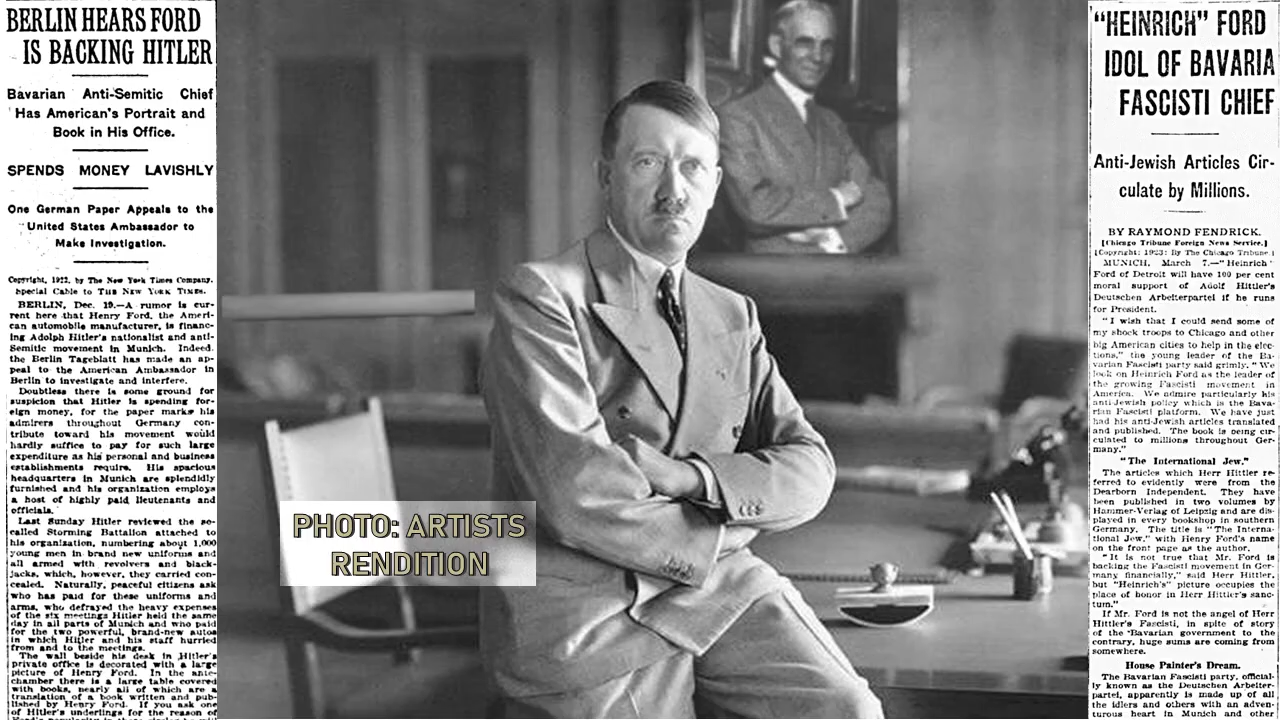 BERLIN HEARS FORD
IS BACKING HITLER
Bavarian Anti-Semitic Chief
Has American's Portrait and
Book in His Office.
SPENDS MONEY LAVISHLY
One German Paper Appeals to the
United States Ambassador to
Make Investigation.
Copyright, 1922, by The New York Times Company.
Special Cable to THE NEW YORK TIMES.
BERLIN, Dec. 19.—A rumor is cur-
rent here that Henry Ford, the Ameri-
can automobile manufacturer, is financ-
ing Adolph Hitler's nationalist and anti-
Semitic movement in Munich. Indeed,
the Berlin Tageblatt has made an ap-
peal to the American Ambassador in
Berlin to investigate and interfere.
Doubtless there is some ground for
suspicion that Hitler is spending for-
eign money, for the paper marks his
admirers throughout Germany con-
tribute toward his movement would
hardly suffice to pay for such large
expenditure as his personal and business
establishments require. His spacious
headquarters in Munich are splendidly
furnished and his organization employs
a host of highly paid lieutenants and
officials.
Last Sunday Hitler reviewed the so-
called Storming Battalion attached to
his organization, numbering about 1,000
young men in brand new uniforms and
all armed with revolvers and black-
jacks, which, however, they carried con-
cealed. Naturally, peaceful citizens ask
who has paid for these uniforms and
arms, who defrayed the heavy expenses
of the six meetings Hitler held the same
day in all parts of Munich and who paid
for the two powerful, brand-new autos
in which Hitler and his staff hurried
from and to the meetings.
The wall beside his desk in Hitler's
private office is decorated with a large
picture of Henry Ford. In the ante-
chamber there is a large table covered
with books, nearly all of which are a
translation of a book written and pub-
lished by Henry Ford. If you ask one
of Hitler's underlings for the reason of
PHOTO: ARTISTS
RENDITION
"HEINRICH" FORD
IDOL OF BAVARIA
FASCISTI CHIEF
Anti-Jewish Articles Cir-
culate by Millions.
BY RAYMOND FENDRICK.
[Chicago Tribune Foreign News Service.]
[Copyright: 1923: By The Chicago Tribune.]
MUNICH, March 7.—"Heinrich"
Ford of Detroit will have 100 per cent
moral support of Adolf Hittler's
Deutschen Arbeiterpartei if he runs
for President.
"I wish that I could send some of
my shock troops to Chicago and other
big American cities to help in the elec-
tions," the young leader of the Ba-
varian Fascisti party said grimly. "We
look on Heinrich Ford as the leader of
the growing Fascisti movement in
America. We admire particularly his
anti-Jewish policy which is the Bava-
rian Fascisti platform. We have just
had his anti-Jewish articles translated
and published. The book is being cir-
culated to millions throughout Ger-
many."
"The International Jew."
The articles which Herr Hittler re-
ferred to evidently were from the
Dearborn Independent. They have
been published in two volumes by
Hammer-Verlag of Leipzig and are dis-
played in every bookshop in southern
Germany. The title is "The Interna-
tional Jew," with Henry Ford's name
on the front page as the author.
"It is not true that Mr. Ford is
backing the Fascisti movement in Ger-
many financially," said Herr Hittler,
but "Heinrich's" picture occupies the
place of honor in Herr Hittler's sanc-
tum."
If Mr. Ford is not the angel of Herr
Hittler's Fascisti, in spite of story
of the Bavarian government to the
contrary, huge sums are coming from
somewhere.
House Painter's Dream.
The Bavarian Fascisti party, official-
ly known as the Deutschen Arbeiter-
partei, apparently is made up of all
the idlers and others with an adven-
turous heart in Munich and other